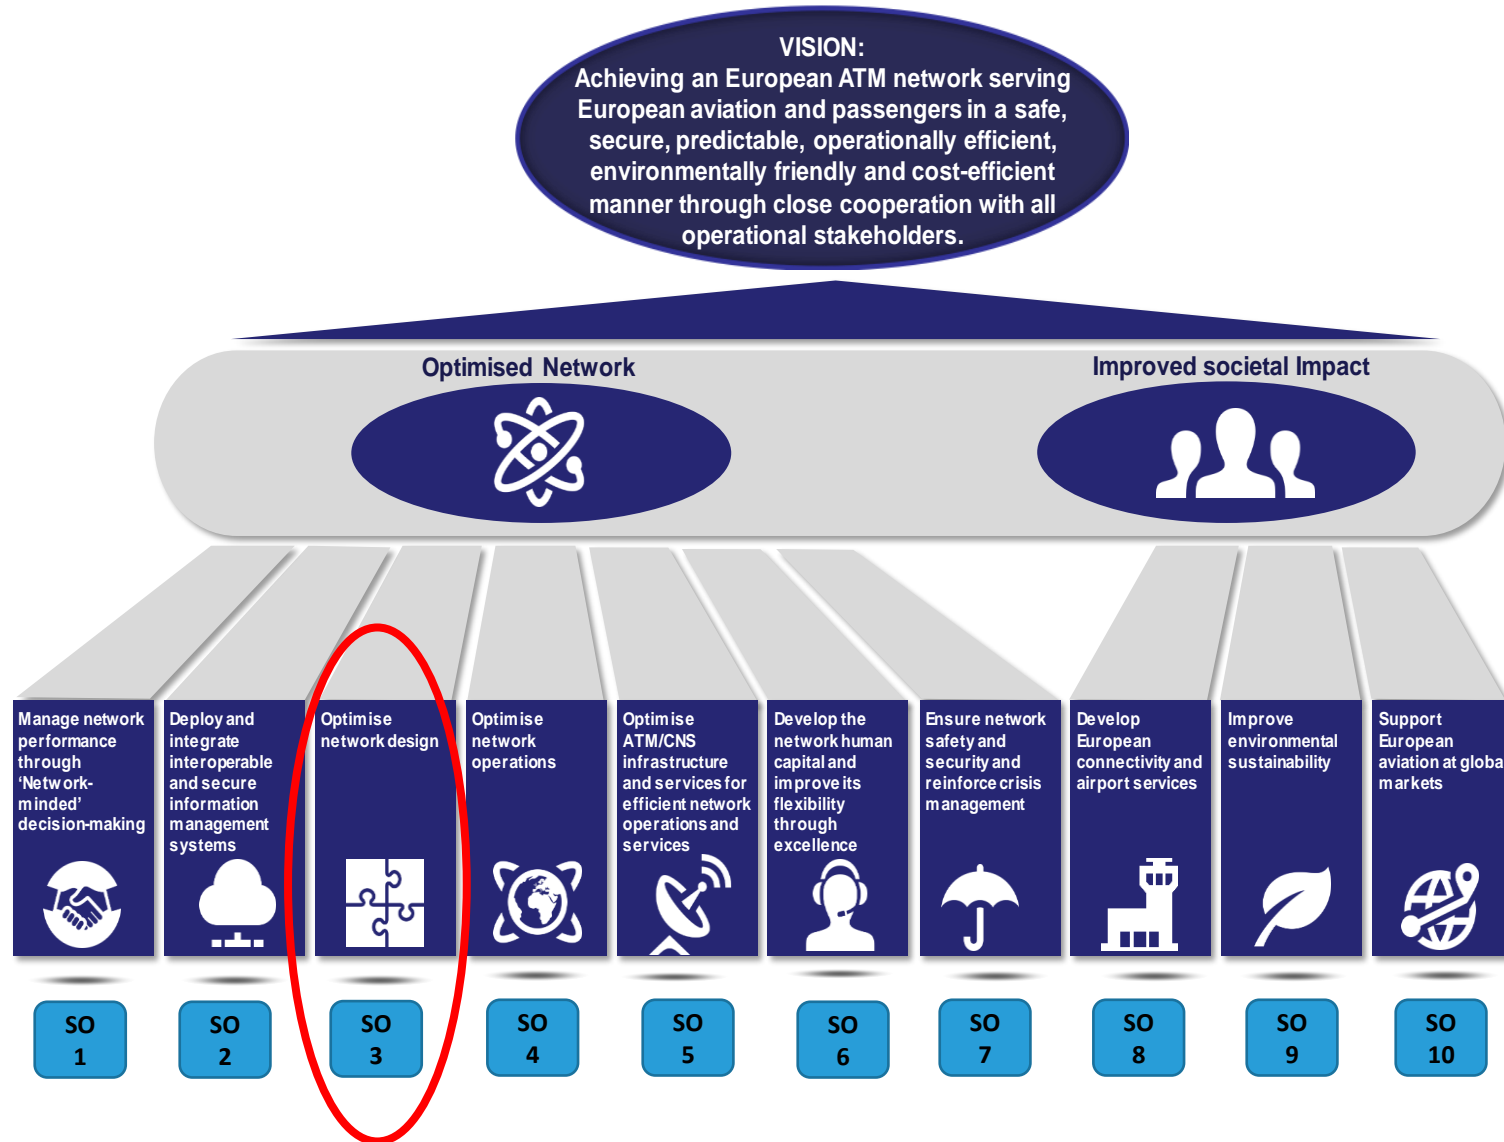 VISION:
Achieving an European ATM network serving
European aviation and passengers in a safe,
secure, predictable, operationally efficient,
environmentally friendly and cost-efficient
manner through close cooperation with all
operational stakeholders.
Optimised Network
Improved societal Impact
Manage network
performance
through
‘Network-
minded’
decision-making
Deploy and
integrate
interoperable
and secure
information
management
systems
Optimise
network design
Optimise
network
operations
Optimise
ATM/CNS
infrastructure
and services for
efficient network
operations and
services
Develop the
network human
capital and
improve its
flexibility
through
excellence
Ensure network
safety and
security and
reinforce crisis
management
Develop
European
connectivity and
airport services
Improve
environmental
sustainability
Support
European
aviation at global
markets
SO
1
SO
2
SO
3
SO
4
SO
5
SO
6
SO
7
SO
8
SO
9
SO
10